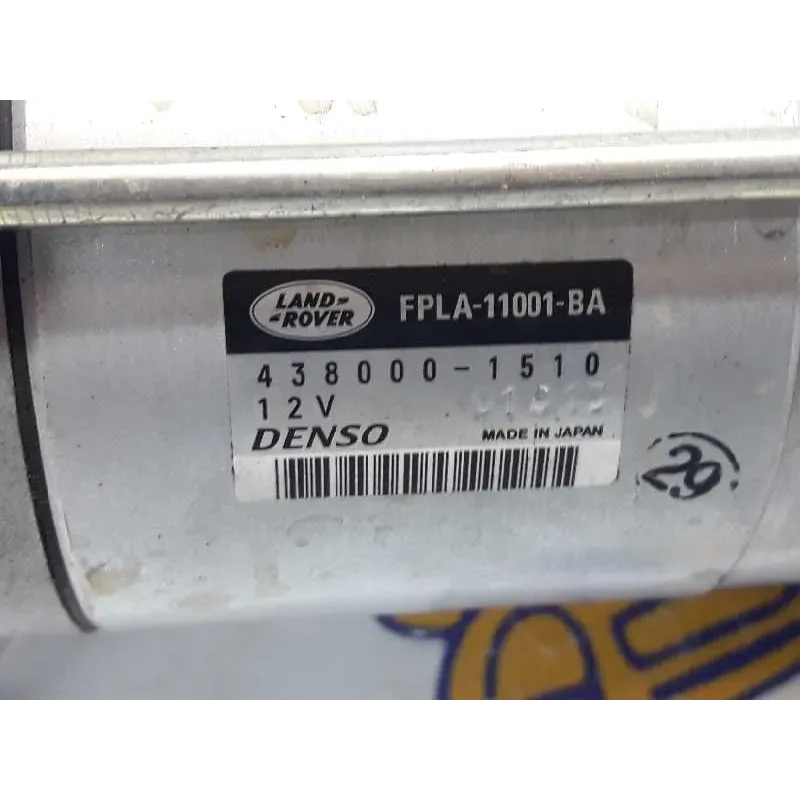 LAND-
-ROVER
FPLA-11001-BA
438000-1510
12V
DENSO
MADE IN JAPAN
29